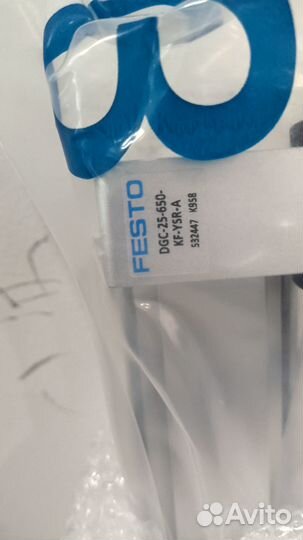 FESTO
DGC-25-650-
KF-YSR-A
532447 K958
Avito